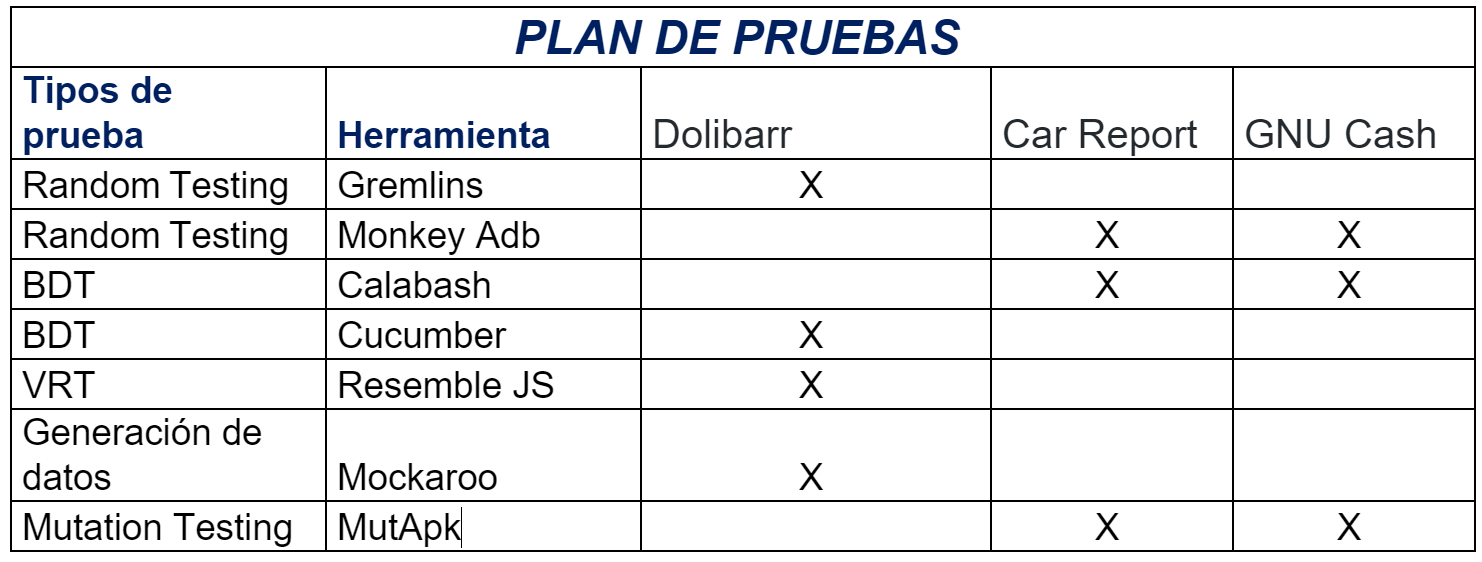 PLAN DE PRUEBAS
Tipos de
prueba Herramienta Dolibarr Car Report GNU Cash
Random Testing Gremlins X
Random Testing Monkey Adb X X
BDT Calabash X X
BDT Cucumber X
VRT Resemble JS X
Generación de
datos Mockaroo X
Mutation Testing MutApk X X